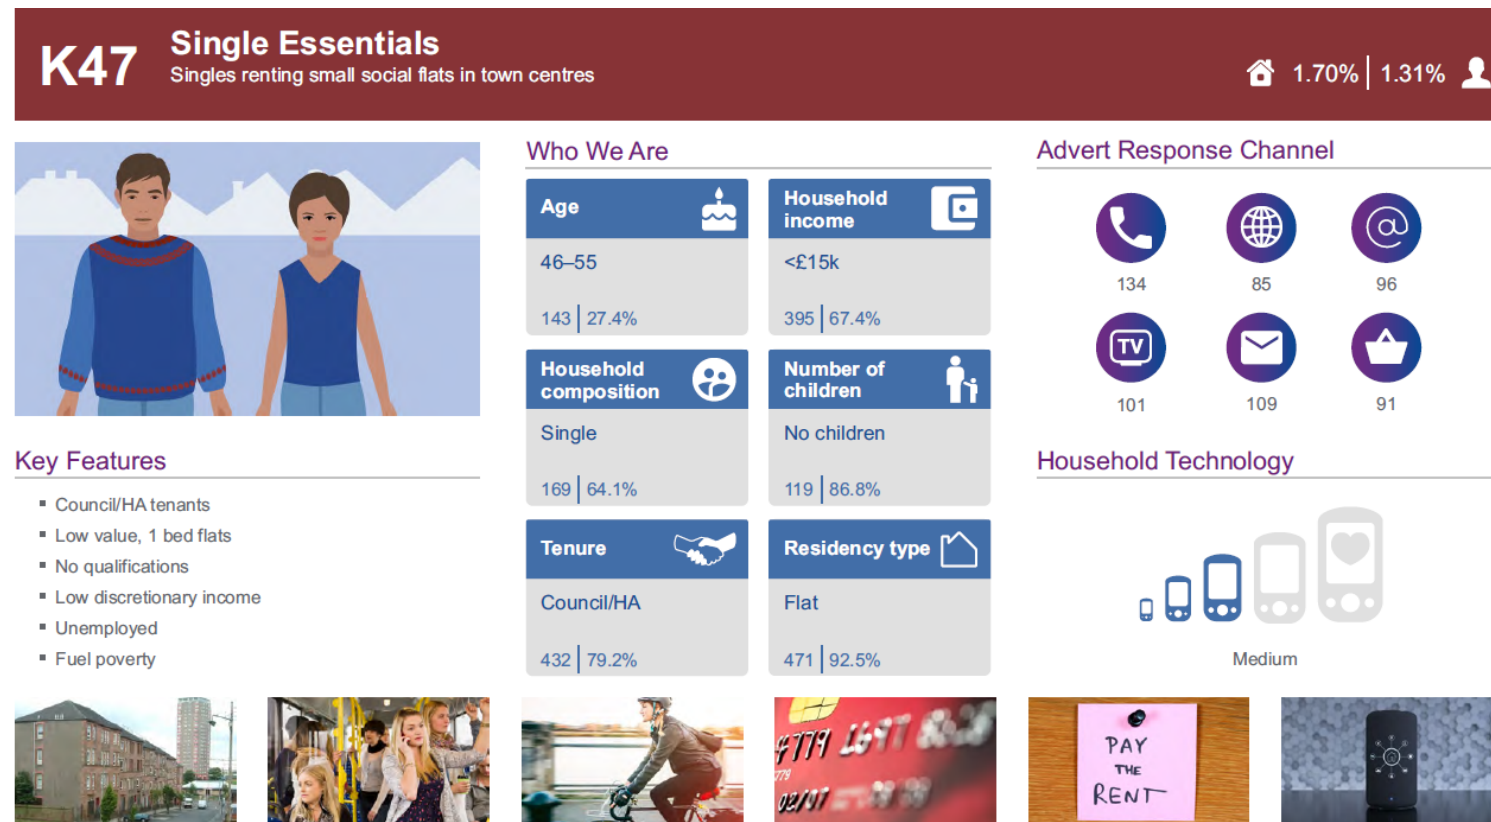 K47
Single Essentials
Singles renting small social flats in town centres
1.70% | 1.31%
Key Features
Council/HA tenants
Low value, 1 bed flats
No qualifications
Low discretionary income
Unemployed
Fuel poverty
Who We Are
Age
46–55
143 | 27.4%
Household
income
<£15k
395 | 67.4%
Household
composition
Single
169 | 64.1%
Number of
children
No children
119 | 86.8%
Tenure
Council/HA
432 | 79.2%
Residency type
Flat
471 | 92.5%
Advert Response Channel
@
134
85
96
TV
101
109
91
Household Technology
Medium
PAY
THE
RENT